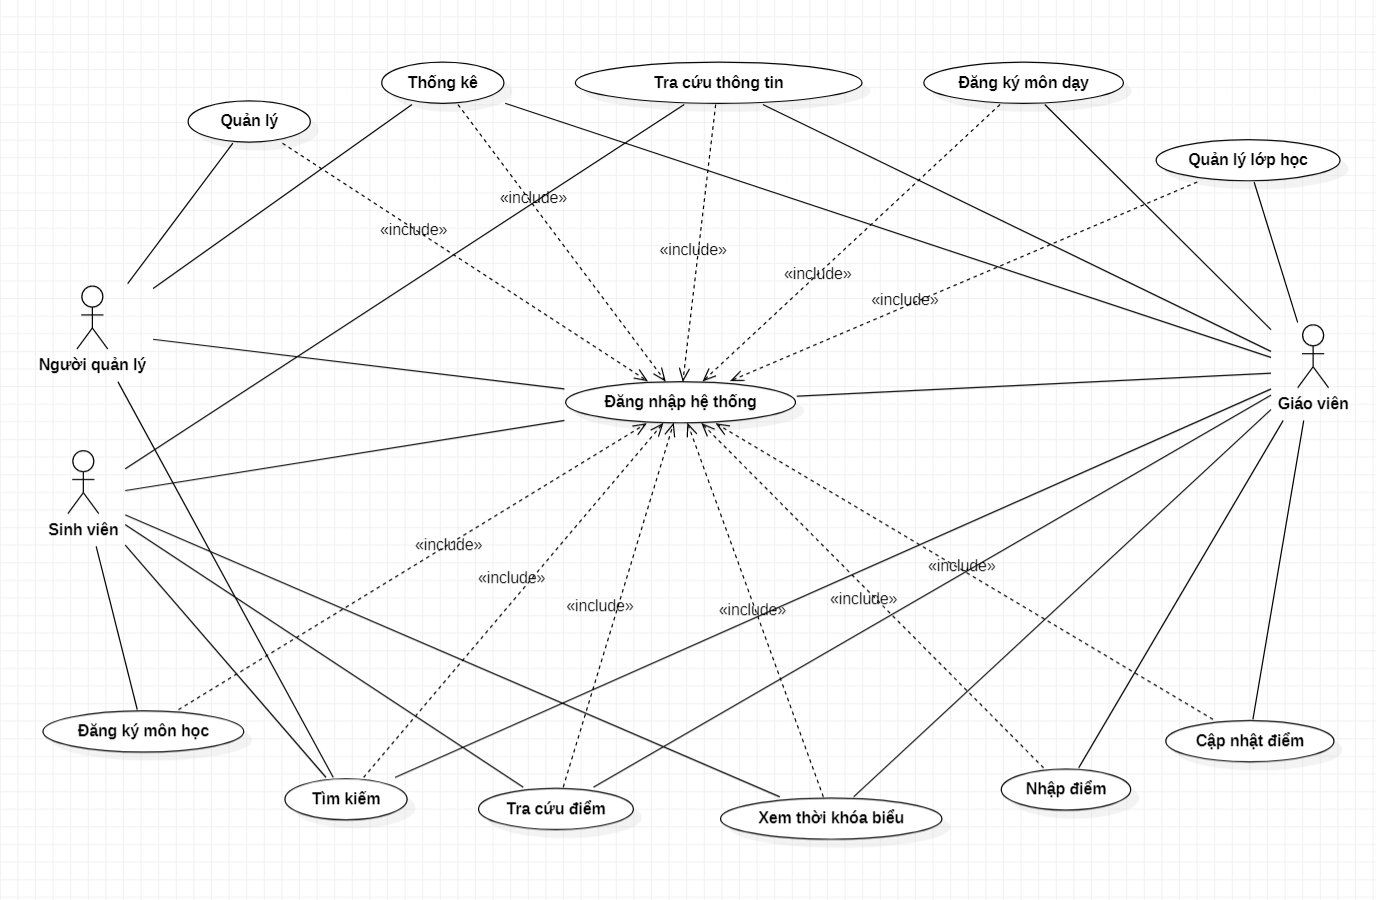 Thống kê
Tra cứu thông tin
Đăng ký môn dạy
Quản lý
Quản lý lớp học
«include»
«include»
«include»
«include»
«include»
Người quản lý
Đăng nhập hệ thống
Giáo viên
Sinh viên
«include»
«include»
«include»
«include»
«include»
«include»
Đăng ký môn học
Cập nhật điểm
Tìm kiếm
Nhập điểm
Tra cứu điểm
Xem thời khóa biểu